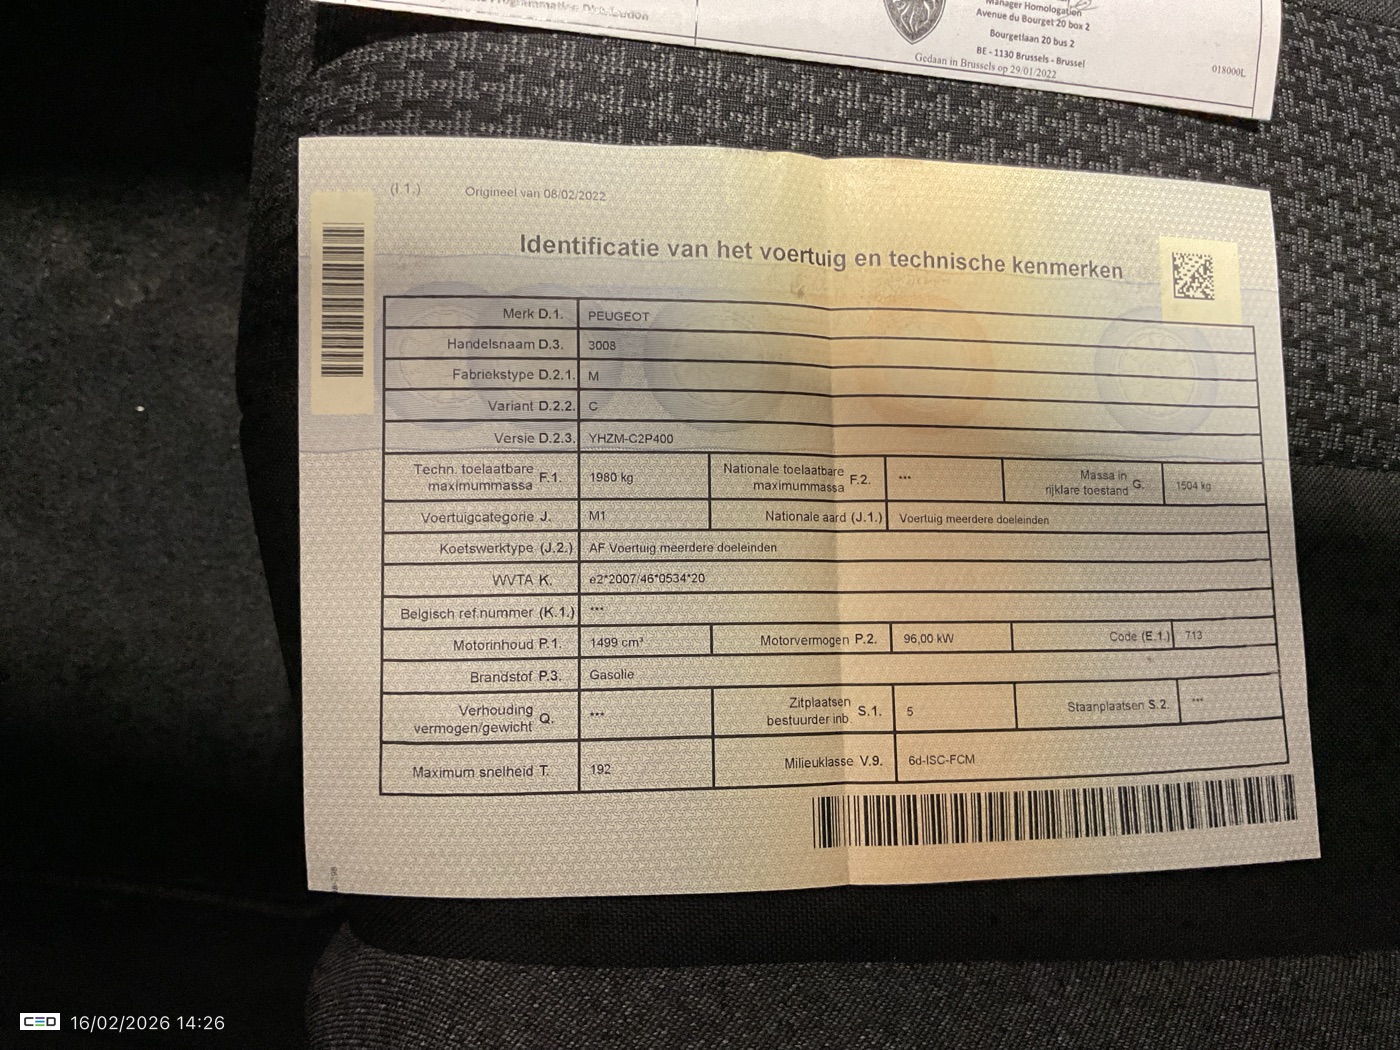 Manager Homologation
Avenue du Bourget 20 box 2
Bourgetlaan 20 bus 2
BE - 1130 Brussels - Brussel
Gedaan in Brussels op 29/01/2022
018000L
(I.1.) Origineel van 08/02/2022
Identificatie van het voertuig en technische kenmerken
Merk D.1. PEUGEOT
Handelsnaam D.3. 3008
Fabriekstype D.2.1. M
Variant D.2.2. C
Versie D.2.3. YHZM-C2P400
Techn. toelaatbare maximummassa F.1. 1980 kg Nationale toelaatbare maximummassa F.2. *** Massa in rijklare toestand G. 1504 kg
Voertuigcategorie J. M1 Nationale aard (J.1.) Voertuig meerdere doeleinden
Koetswerktype (J.2.) AF Voertuig meerdere doeleinden
WVTA K. e2*2007/46*0534*20
Belgisch ref.nummer (K.1.) ***
Motorinhoud P.1. 1499 cm³ Motorvermogen P.2. 96,00 kW Code (E.1.) 713
Brandstof P.3. Gasolie
Verhouding vermogen/gewicht Q. *** Zitplaatsen bestuurder inb. S.1. 5 Staanplaatsen S.2. ***
Maximum snelheid T. 192 Milieuklasse V.9. 6d-ISC-FCM
CED 16/02/2026 14:26